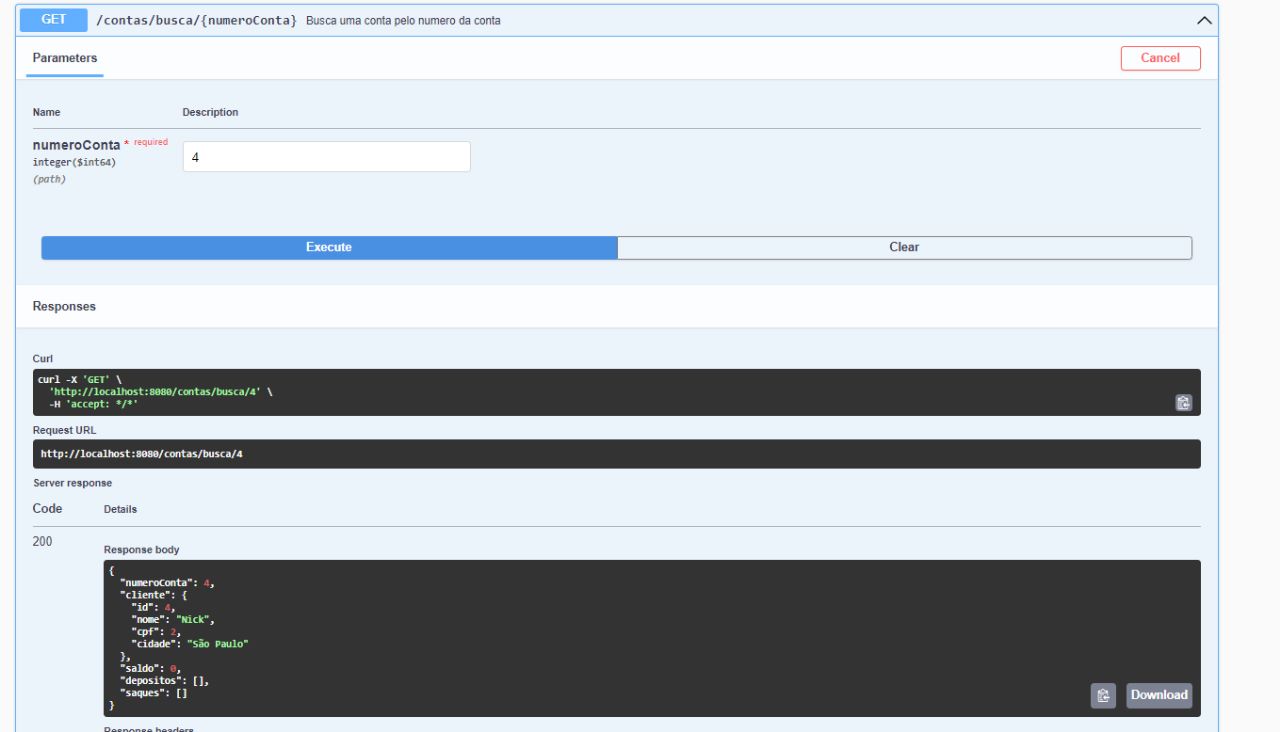 GET /contas/busca/{numeroConta} Busca uma conta pelo numero da conta
Parameters Cancel
Name Description
numeroConta * required
integer($int64)
(path)
4
Execute Clear
Responses
Curl
curl -X 'GET' \
'http://localhost:8080/contas/busca/4' \
-H 'accept: */*'
Request URL
http://localhost:8080/contas/busca/4
Server response
Code Details
200
Response body
{
"numeroConta": 4,
"cliente": {
"id": 4,
"nome": "Nick",
"cpf": 2,
"cidade": "São Paulo"
},
"saldo": 0,
"depositos": [],
"saques": []
}
Download
Response headers